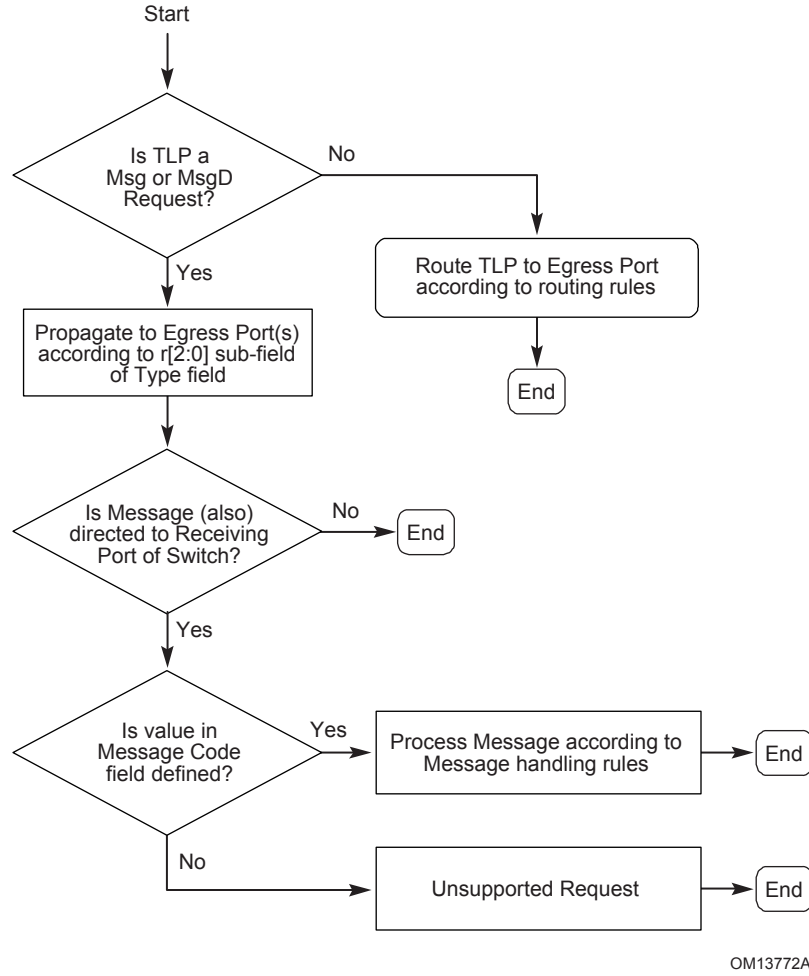 Start
Is TLP a
Msg or MsgD
Request?
No
Yes
Route TLP to Egress Port
according to routing rules
Propagate to Egress Port(s)
according to r[2:0] sub-field
of Type field
End
Is Message (also)
directed to Receiving
Port of Switch?
No
End
Yes
Is value in
Message Code
field defined?
Yes
Process Message according to
Message handling rules
End
No
Unsupported Request
End
OM13772A